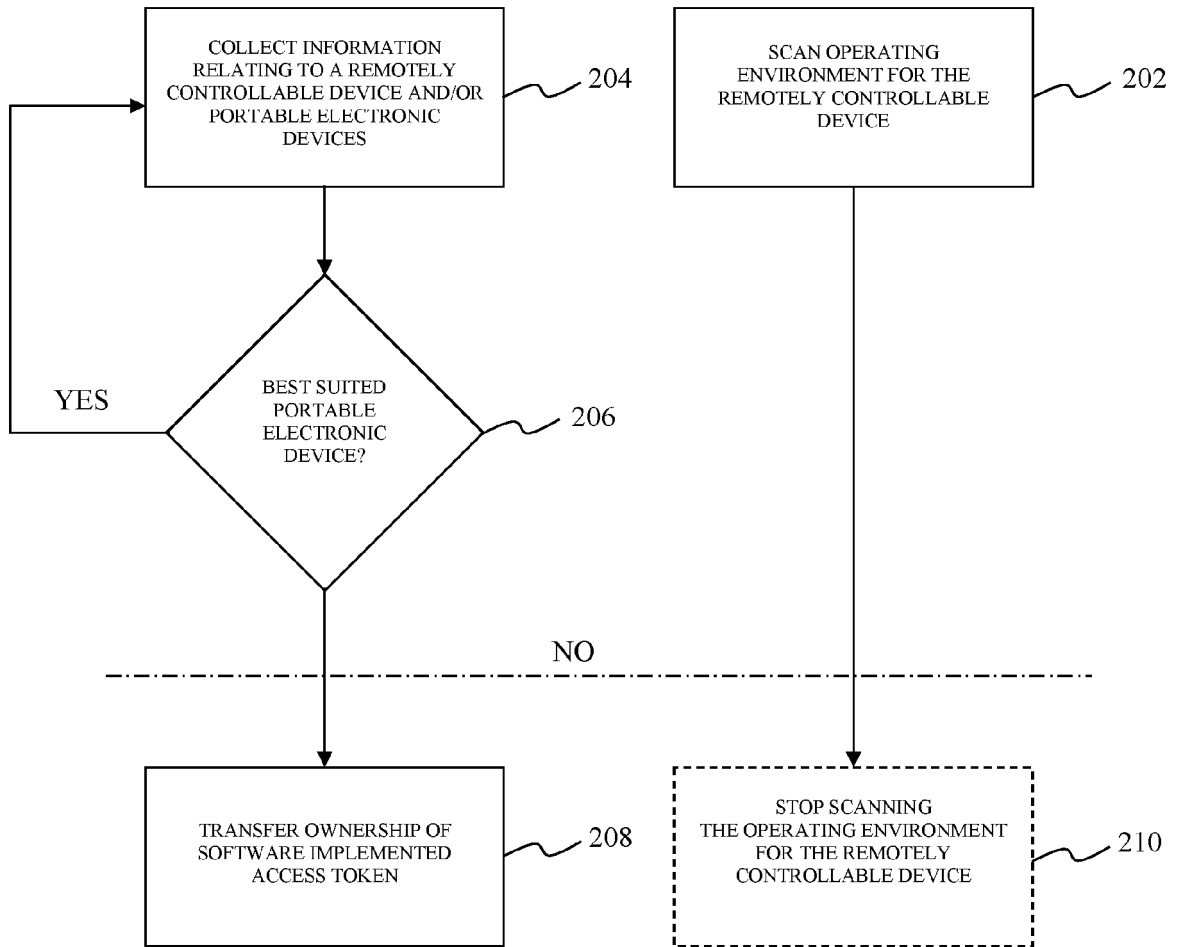 COLLECT INFORMATION
RELATING TO A REMOTELY
CONTROLLABLE DEVICE AND/OR
PORTABLE ELECTRONIC
DEVICES
204
SCAN OPERATING
ENVIRONMENT FOR THE
REMOTELY CONTROLLABLE
DEVICE
202
YES
BEST SUITED
PORTABLE
ELECTRONIC
DEVICE?
206
NO
TRANSFER OWNERSHIP OF
SOFTWARE IMPLEMENTED
ACCESS TOKEN
208
STOP SCANNING
THE OPERATING ENVIRONMENT
FOR THE REMOTELY
CONTROLLABLE DEVICE
210